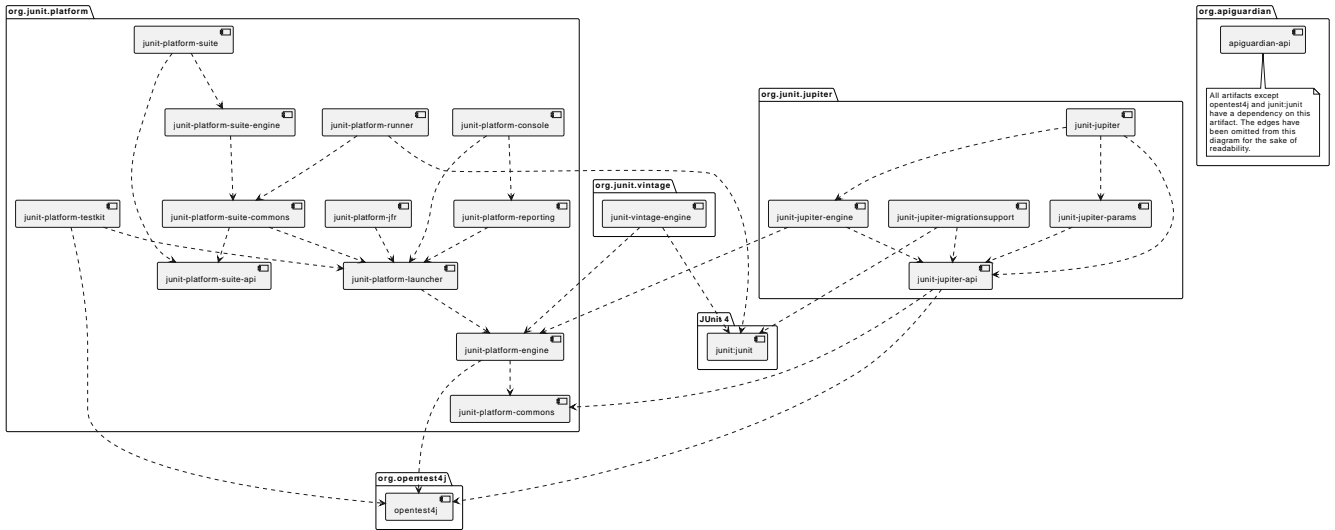 org.junit.platform
org.apiguardian
junit-platform-suite
apiguardian-api
org.junit.jupiter
All artifacts except
opentest4j and junit:junit
have a dependency on this
artifact. The edges have
been omitted from this
diagram for the sake of
readability.
junit-platform-suite-engine
junit-platform-runner
junit-platform-console
junit-jupiter
org.junit.vintage
junit-platform-testkit
junit-platform-suite-commons
junit-platform-jfr
junit-platform-reporting
junit-vintage-engine
junit-jupiter-engine
junit-jupiter-migrationsupport
junit-jupiter-params
junit-platform-suite-api
junit-platform-launcher
junit-jupiter-api
JUnit 4
junit-platform-engine
junit:junit
junit-platform-commons
org.opentest4j
opentest4j